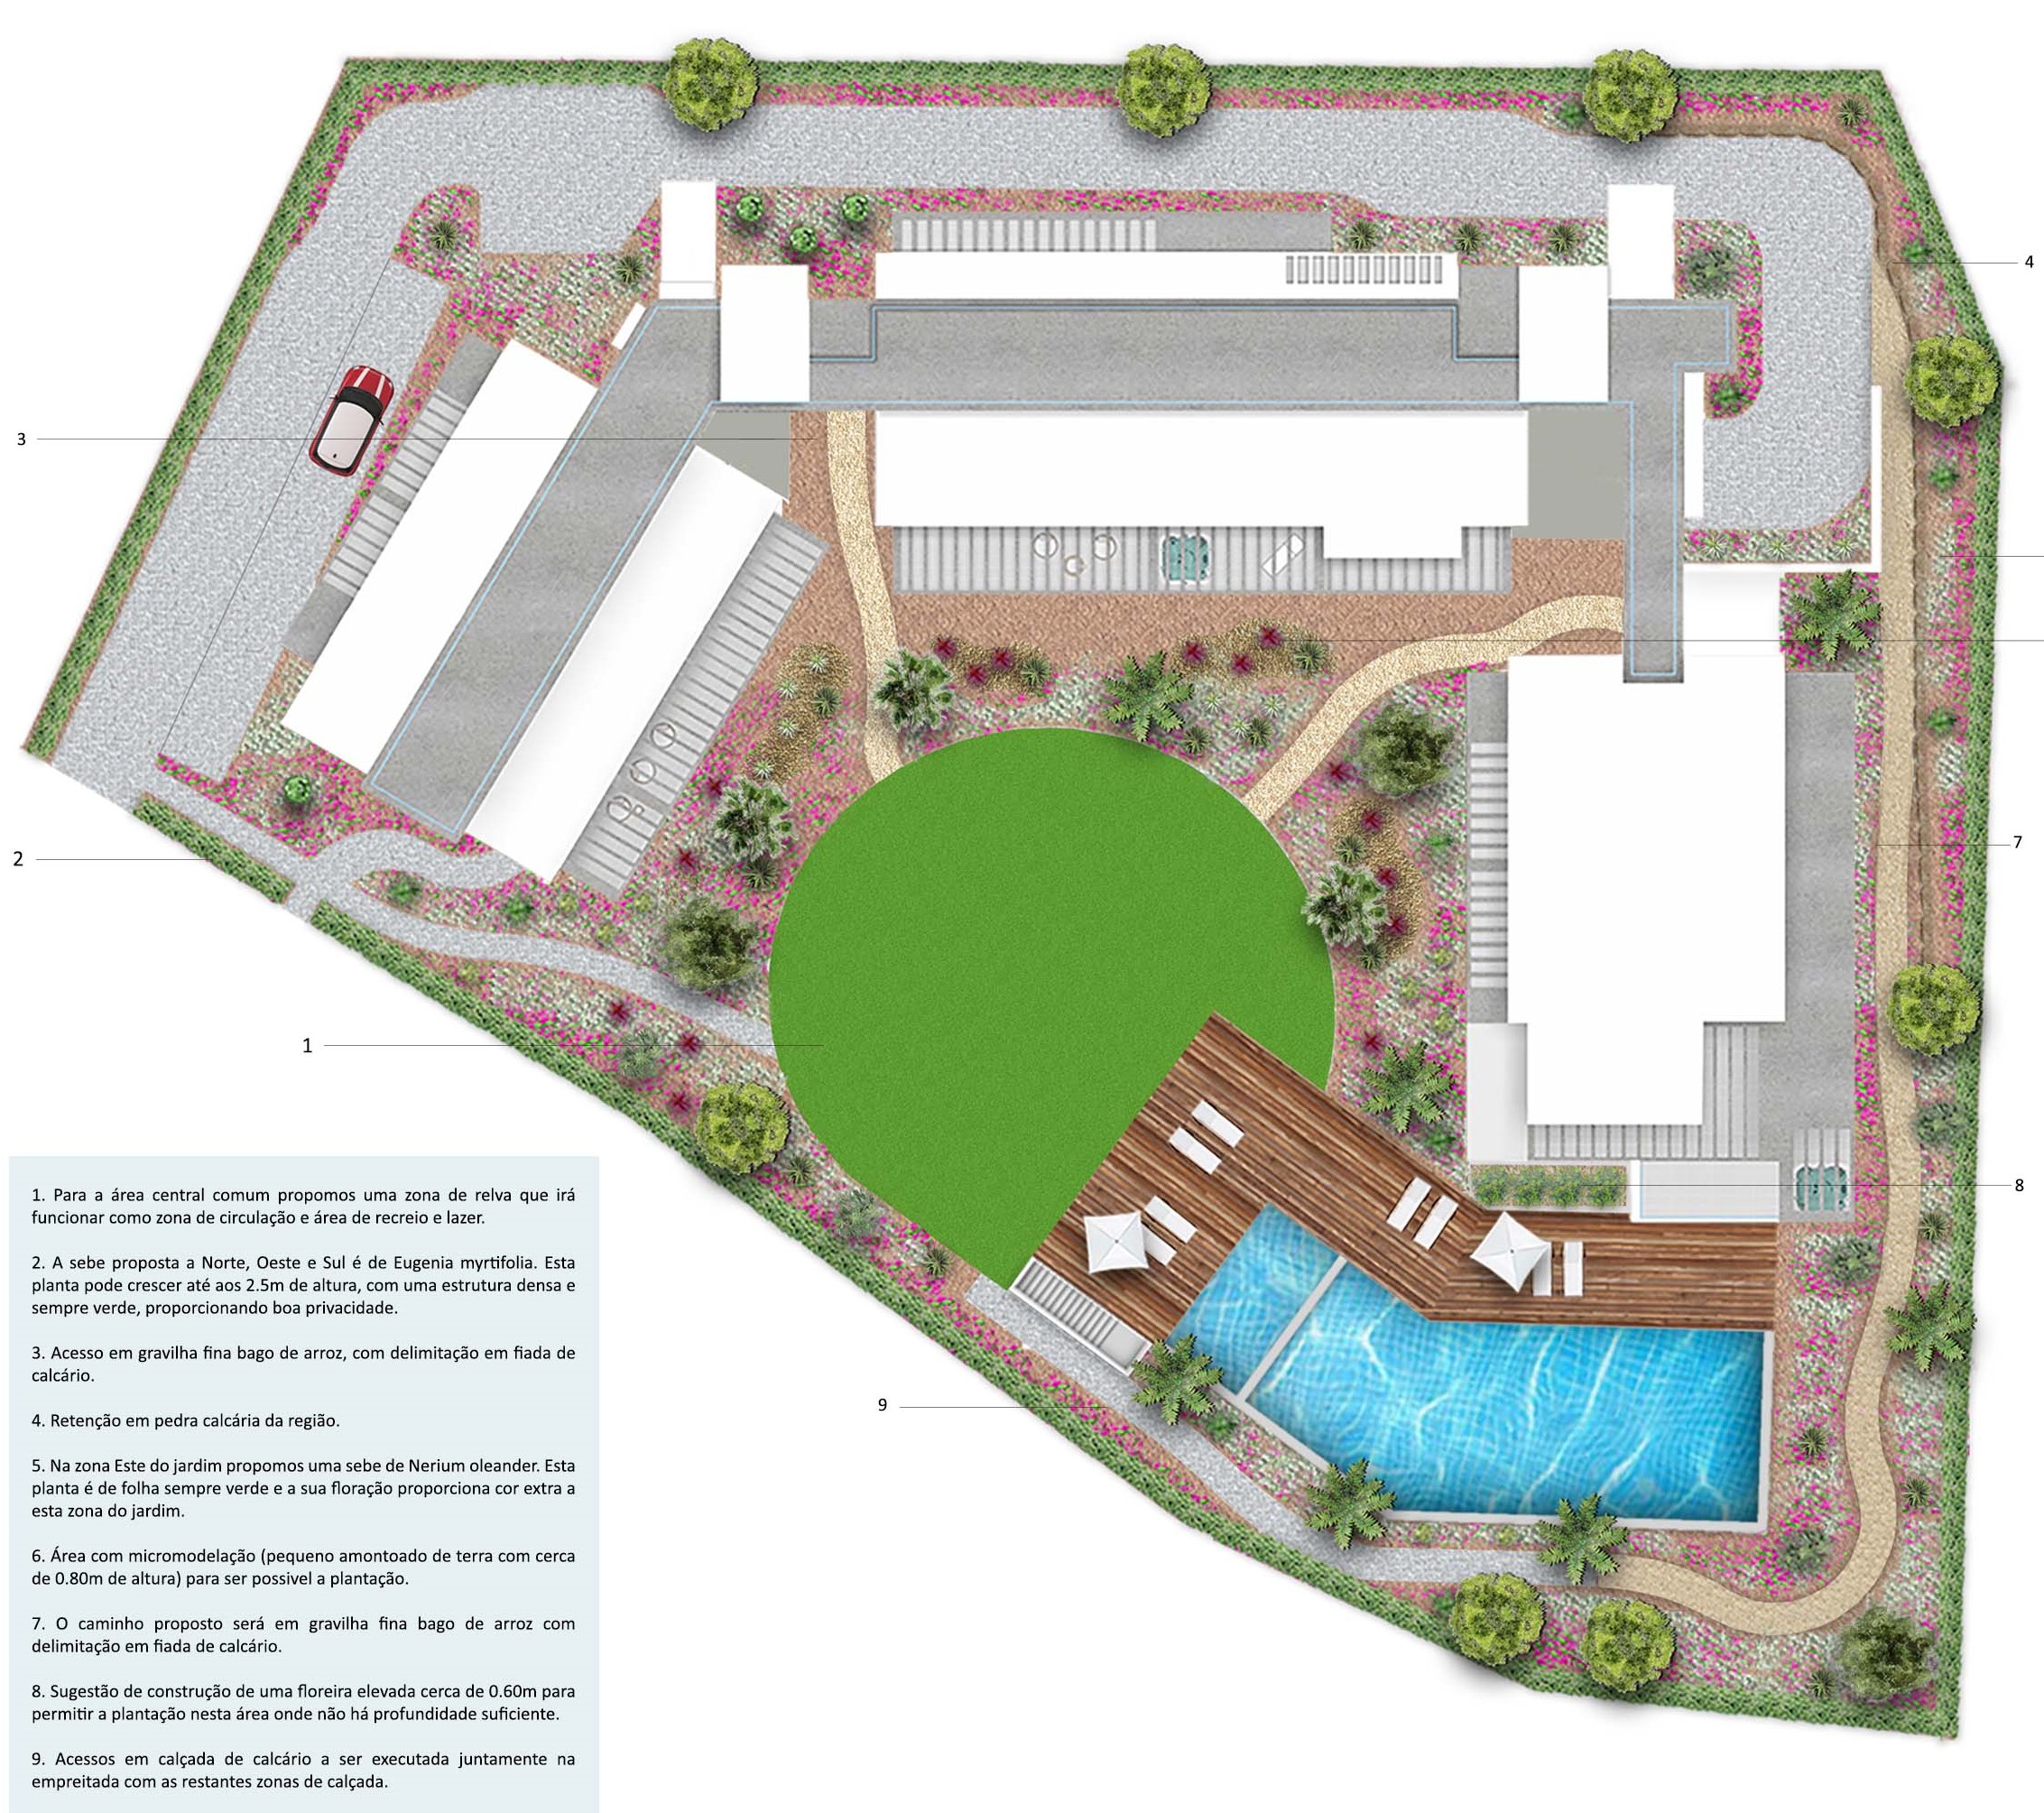 4
3
7
2
1
8
9
1. Para a área central comum propomos uma zona de relva que irá
funcionar como zona de circulação e área de recreio e lazer.
2. A sebe proposta a Norte, Oeste e Sul é de Eugenia myrtifolia. Esta
planta pode crescer até aos 2.5m de altura, com uma estrutura densa e
sempre verde, proporcionando boa privacidade.
3. Acesso em gravilha fina bago de arroz, com delimitação em fiada de
calcário.
4. Retenção em pedra calcária da região.
5. Na zona Este do jardim propomos uma sebe de Nerium oleander. Esta
planta é de folha sempre verde e a sua floração proporciona cor extra a
esta zona do jardim.
6. Área com micromodelação (pequeno amontoado de terra com cerca
de 0.80m de altura) para ser possivel a plantação.
7. O caminho proposto será em gravilha fina bago de arroz com
delimitação em fiada de calcário.
8. Sugestão de construção de uma floreira elevada cerca de 0.60m para
permitir a plantação nesta área onde não há profundidade suficiente.
9. Acessos em calçada de calcário a ser executada juntamente na
empreitada com as restantes zonas de calçada.